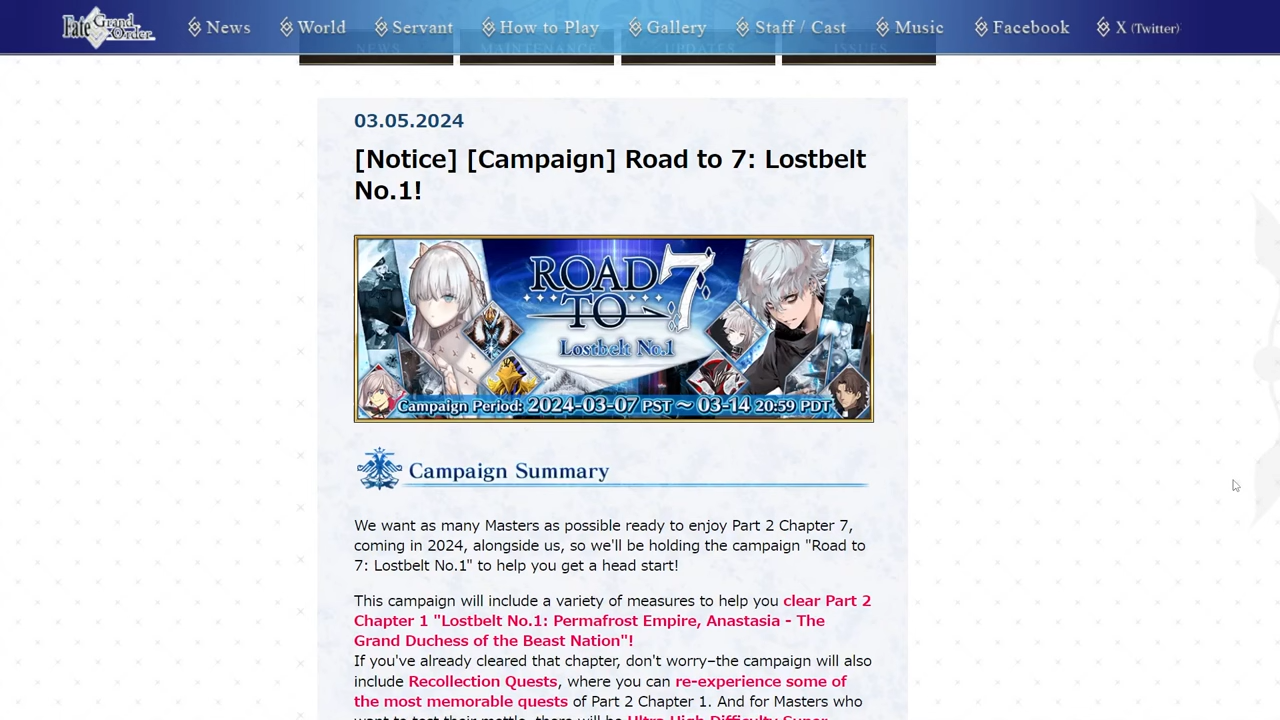 Fate Grand Order
News World Servant How to Play Gallery Staff / Cast Music Facebook X (Twitter)
NEWS MAINTENANCE UPDATES ISSUES
03.05.2024
[Notice] [Campaign] Road to 7: Lostbelt
No.1!
ROAD
TO 7
Lostbelt No.1
Campaign Period: 2024-03-07 PST ~ 03-14 20:59 PDT
Campaign Summary
We want as many Masters as possible ready to enjoy Part 2 Chapter 7,
coming in 2024, alongside us, so we'll be holding the campaign "Road to
7: Lostbelt No.1" to help you get a head start!
This campaign will include a variety of measures to help you clear Part 2
Chapter 1 "Lostbelt No.1: Permafrost Empire, Anastasia - The
Grand Duchess of the Beast Nation"!
If you've already cleared that chapter, don't worry–the campaign will also
include Recollection Quests, where you can re-experience some of
the most memorable quests of Part 2 Chapter 1. And for Masters who
want to test their mettle, there will be Ultra High Difficulty Super